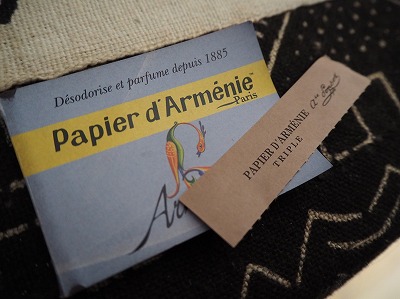 Désodorise et parfume depuis 1885
Papier d'Arménie
Paris
PAPIER D'ARMÉNIE
TRIPLE